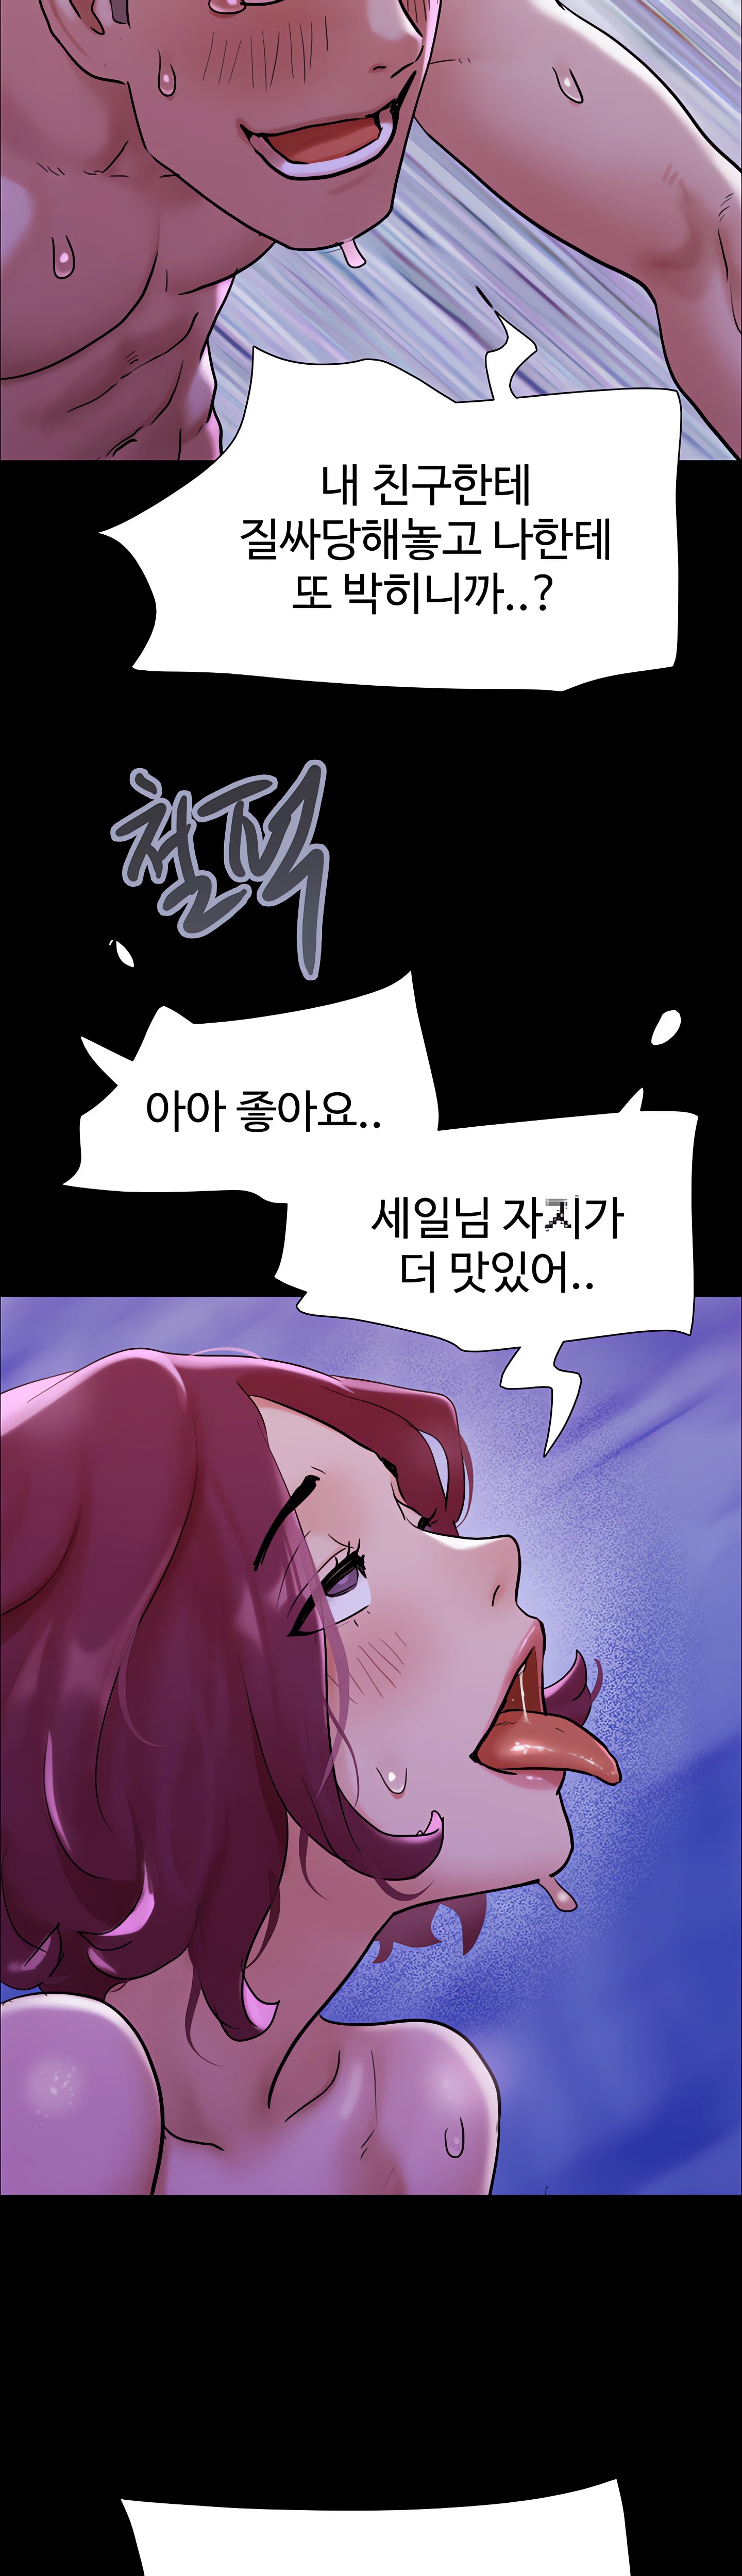 내 친구한테
질싸당해놓고 나한테
또 박히니까..?
철퍽
아아 좋아요..
세일님 자지가
더 맛있어..